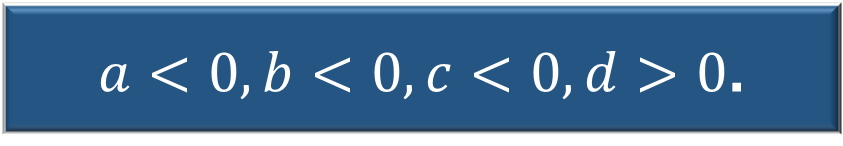 a < 0, b < 0, c < 0, d > 0.